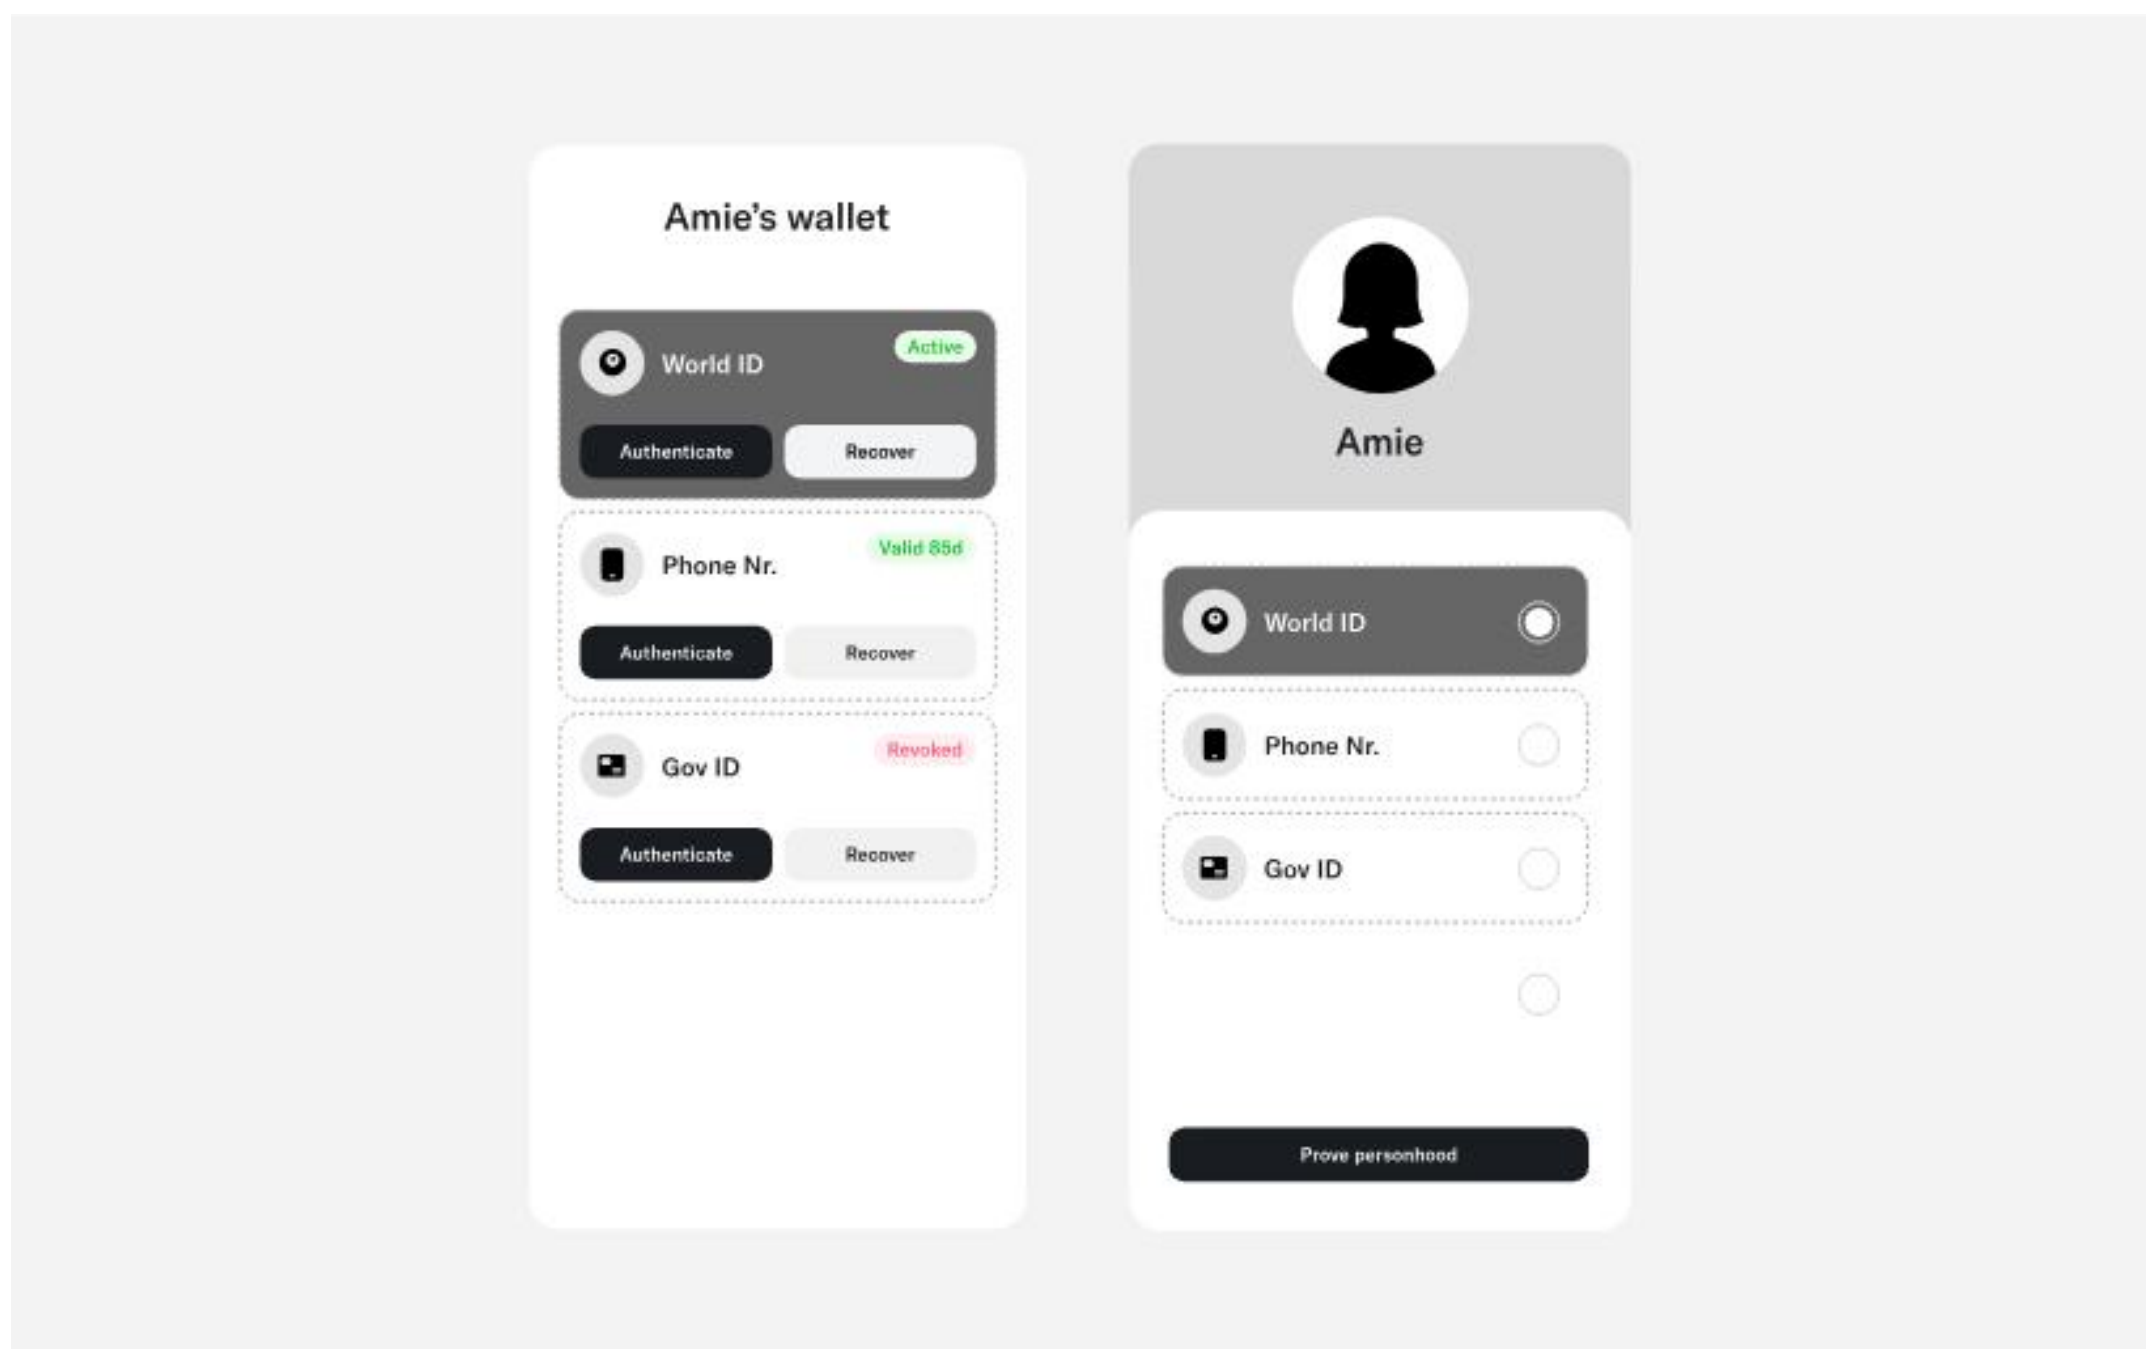 Amie's wallet
World ID
Active
Authenticate
Recover
Phone Nr.
Valid 85d
Authenticate
Recover
Gov ID
Revoked
Authenticate
Recover
Amie
World ID
Phone Nr.
Gov ID
Prove personhood